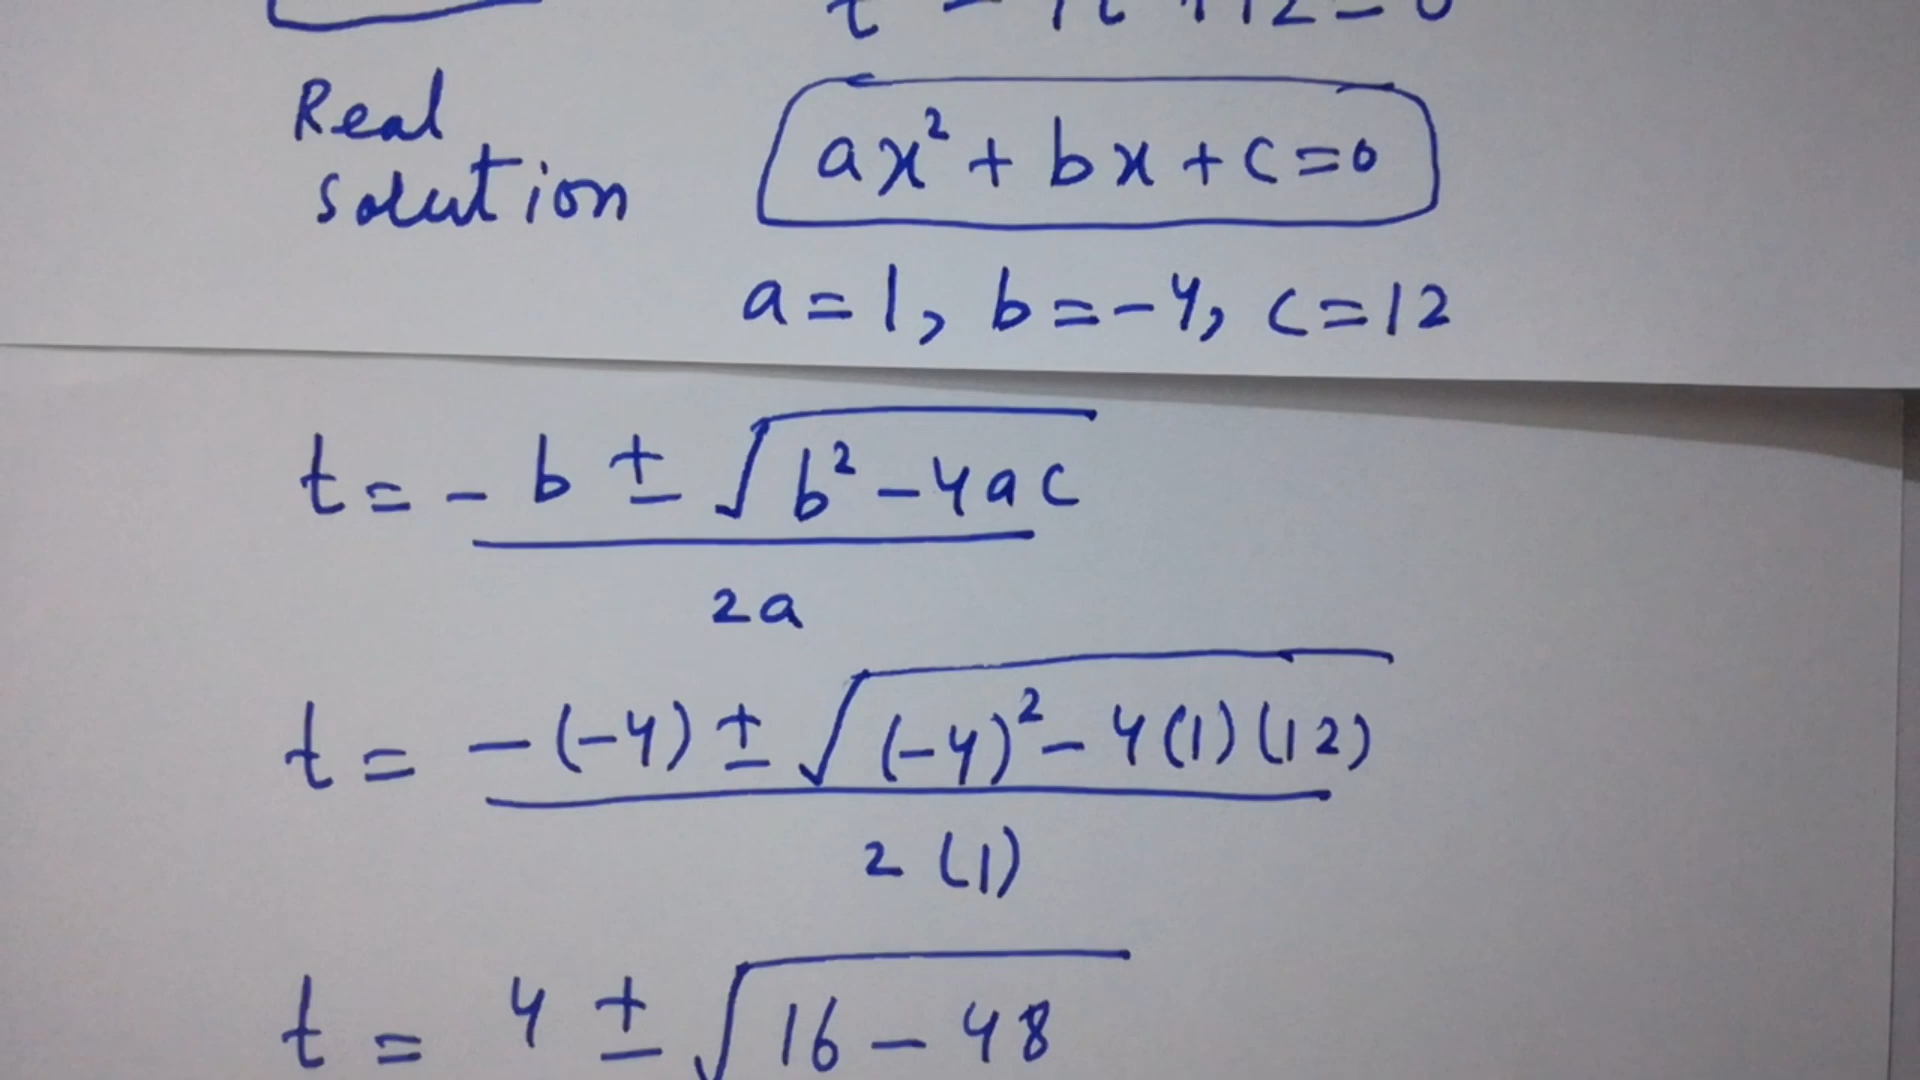 Real
solution
ax² + bx + c = 0
a = 1, b = -4, c = 12
t = - b ± √b² - 4ac
2a
t = -(-4) ± √(-4)² - 4(1)(12)
2(1)
t = 4 ± √16 - 48